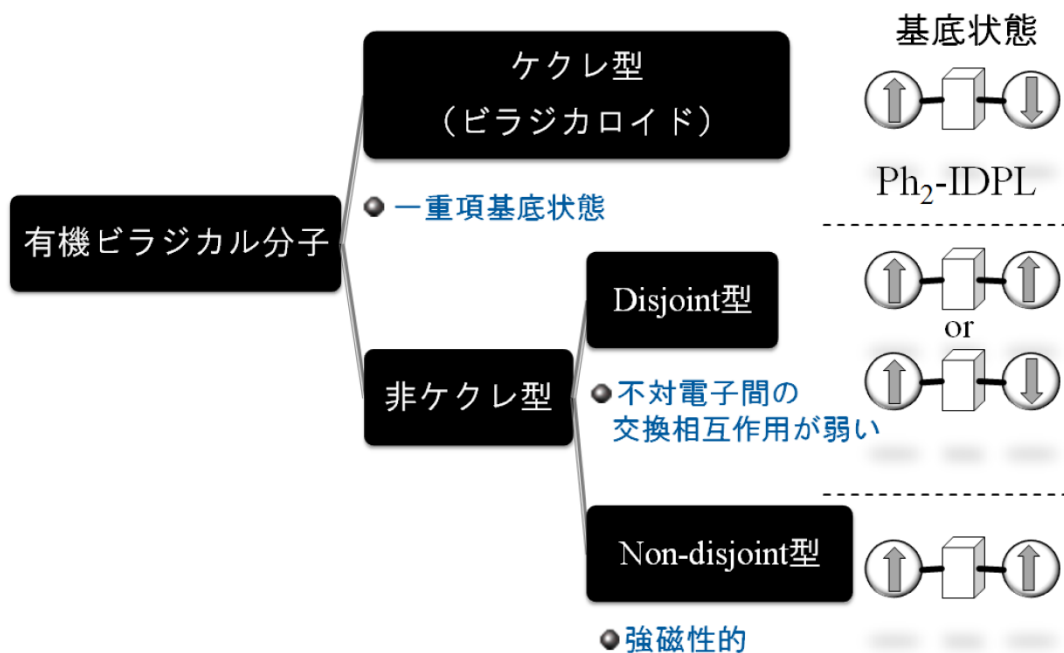 有機ビラジカル分子
ケクレ型
（ビラジカロイド）
一重項基底状態
非ケクレ型
Disjoint型
不対電子間の
交換相互作用が弱い
Non-disjoint型
強磁性的
基底状態
Ph₂-IDPL
or